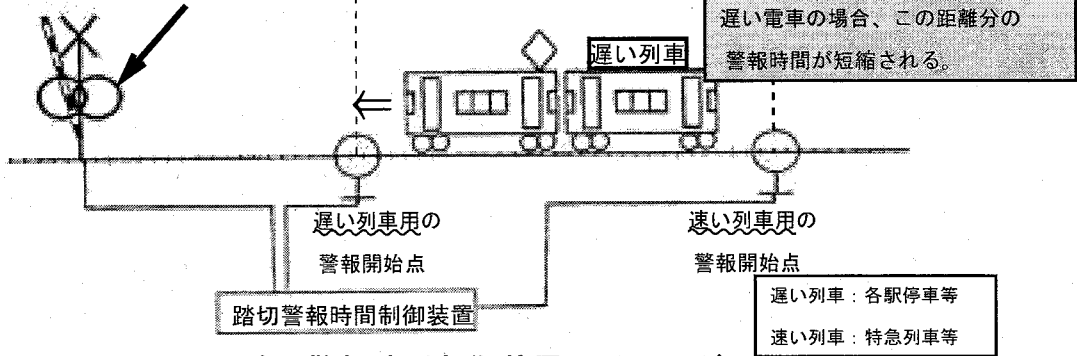 遅い電車の場合、この距離分の
警報時間が短縮される。
遅い列車
遅い列車用の
警報開始点
速い列車用の
警報開始点
踏切警報時間制御装置
遅い列車：各駅停車等
速い列車：特急列車等